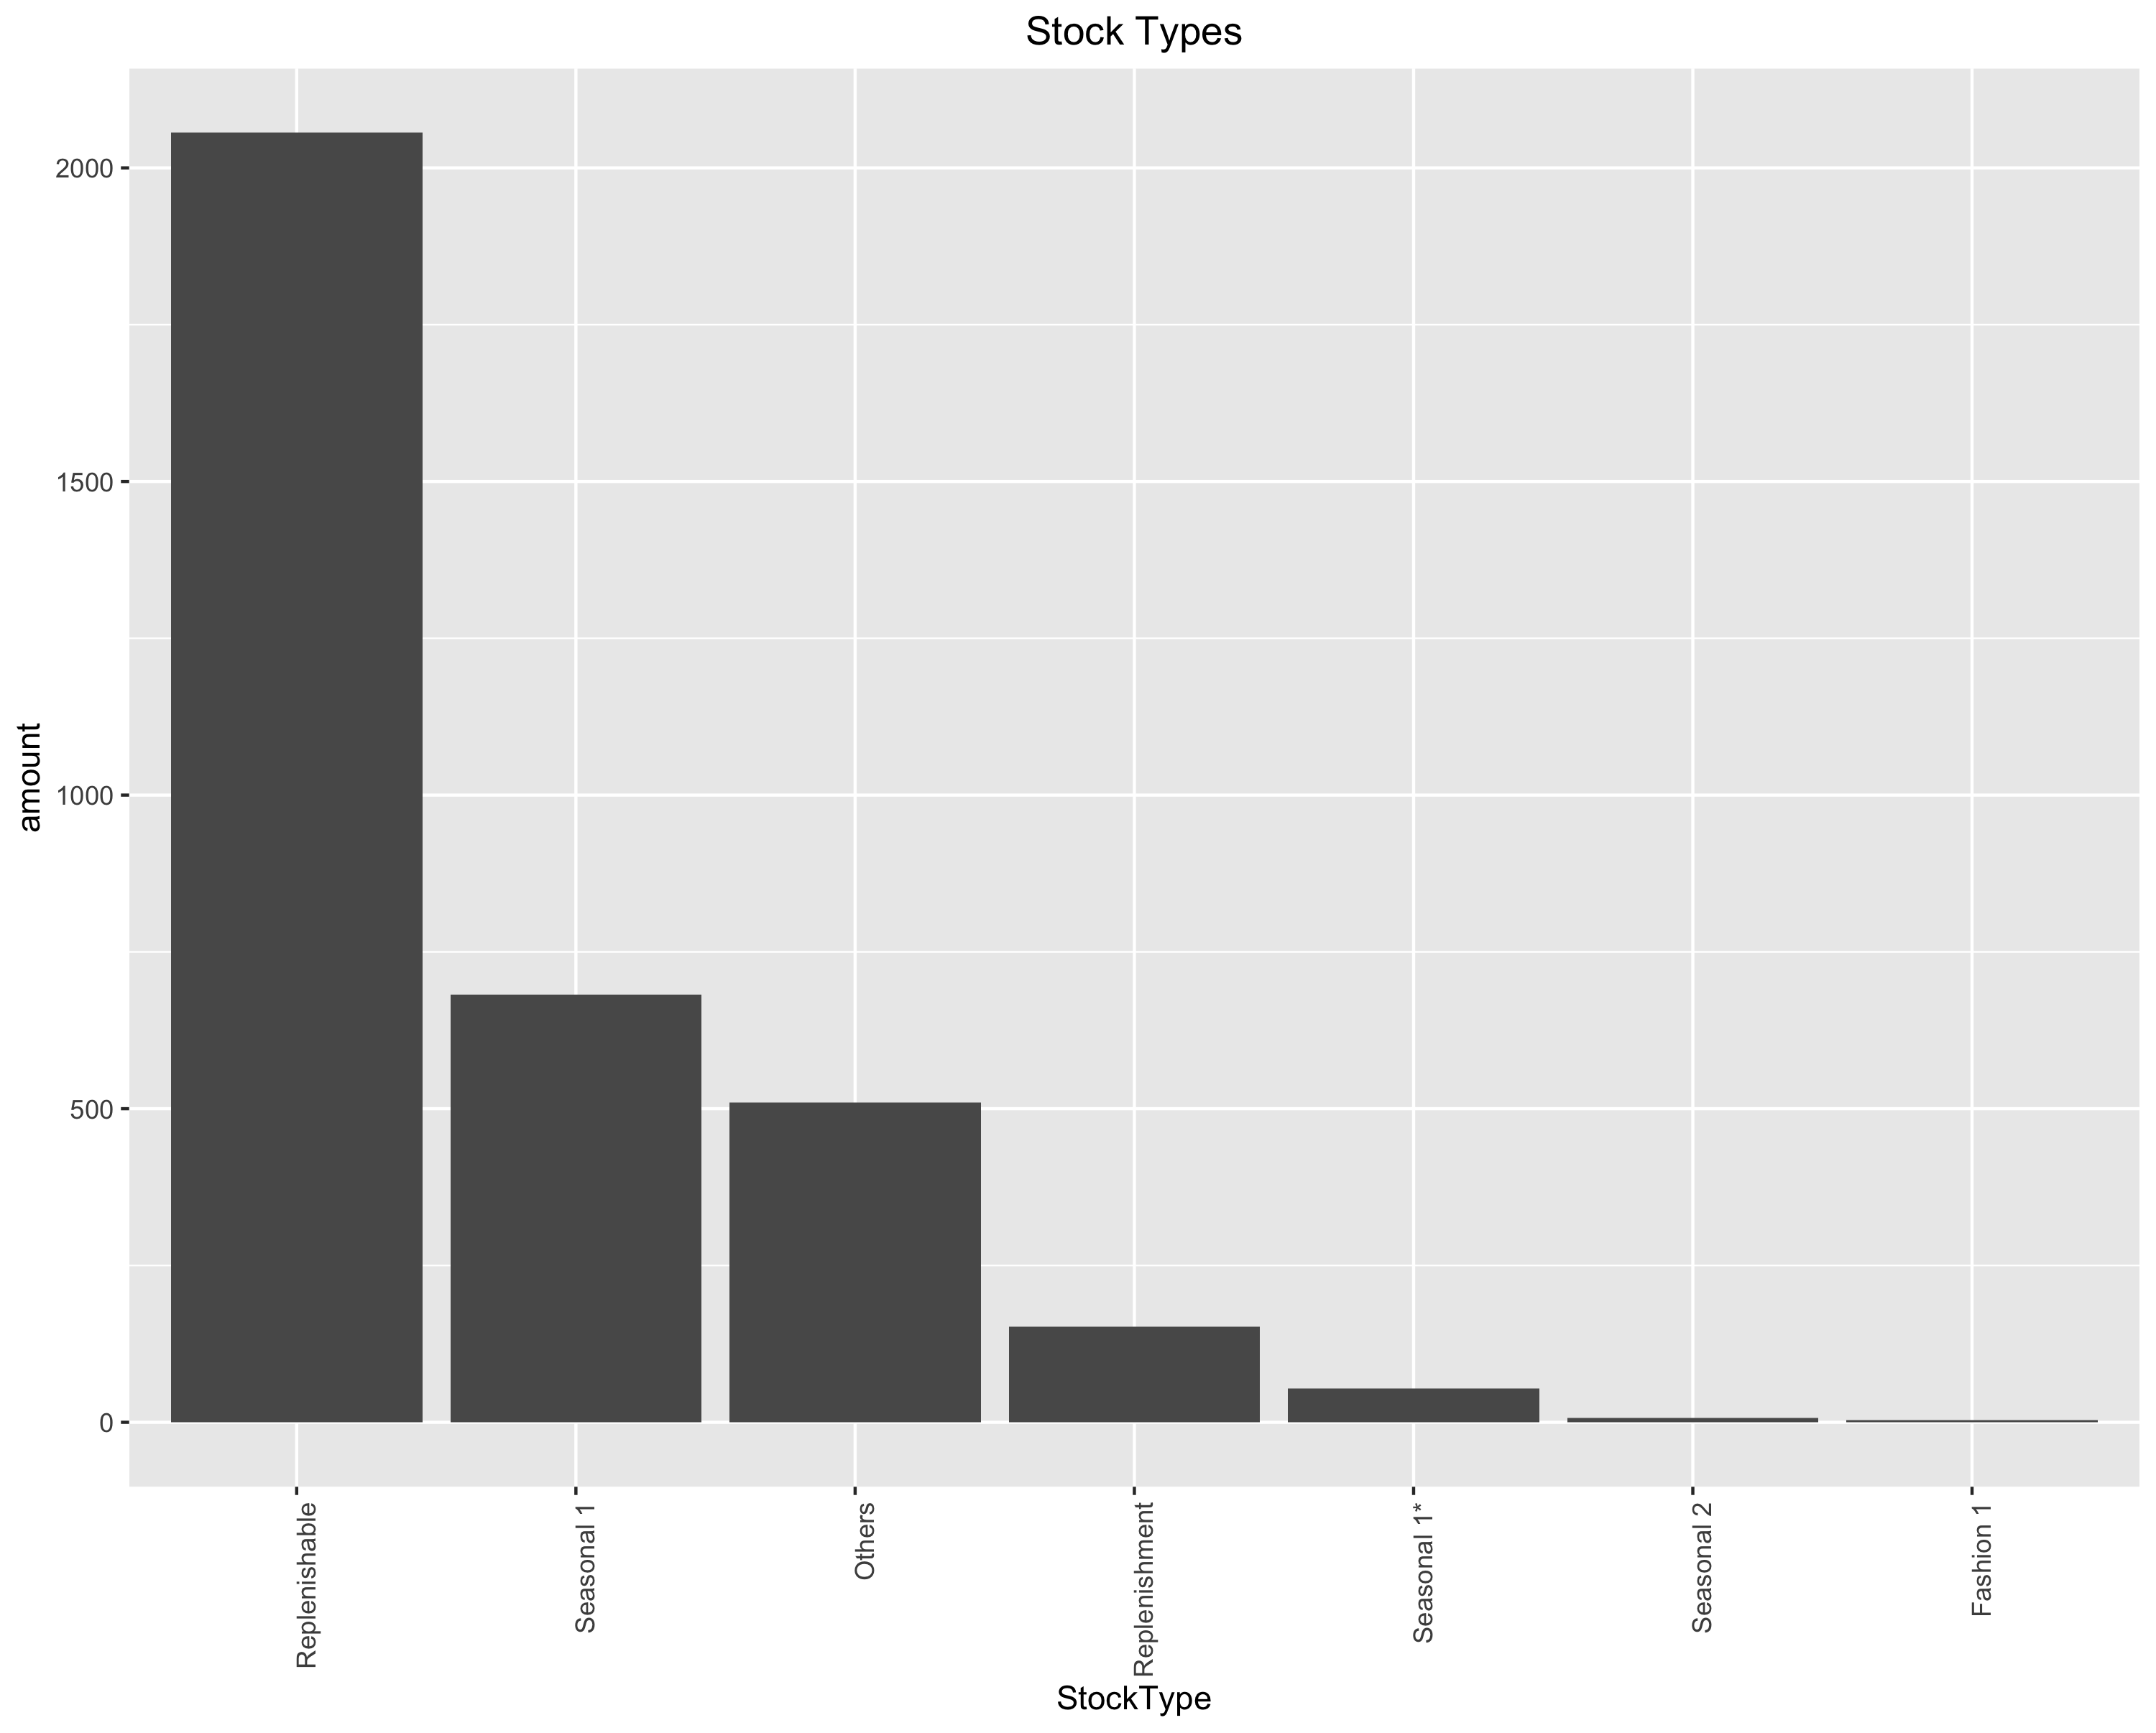 Stock Types
amount
2000
1500
1000
500
0
Replenishable
Seasonal 1
Others
Replenishment
Seasonal 1*
Seasonal 2
Fashion 1
StockType